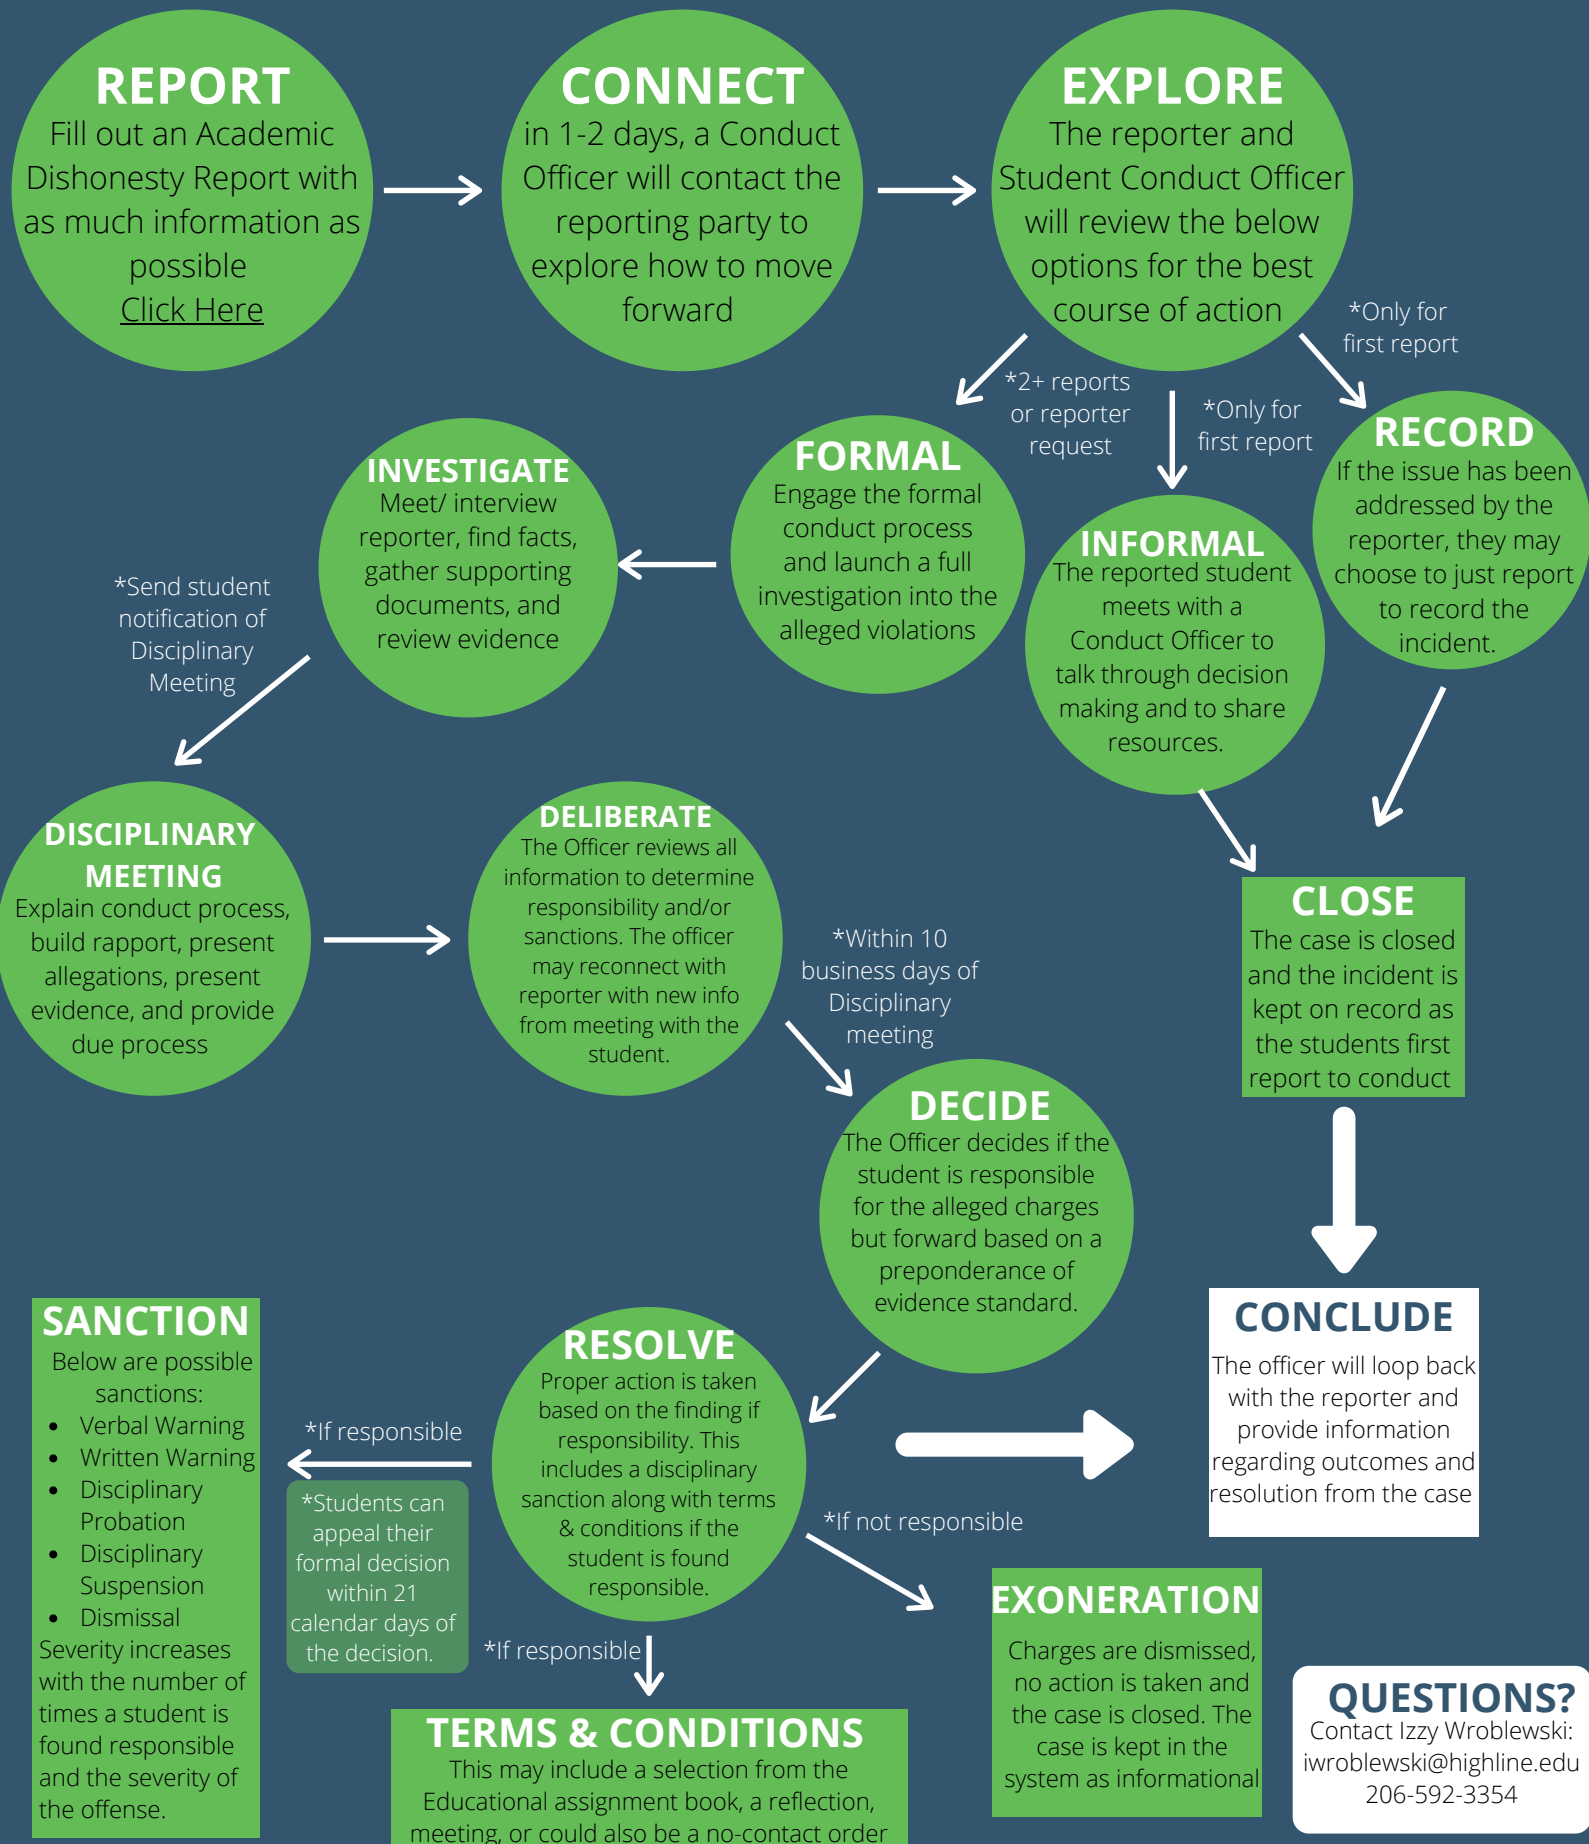 REPORT
Fill out an Academic
Dishonesty Report with
as much information as
possible
Click Here
CONNECT
in 1-2 days, a Conduct
Officer will contact the
reporting party to
explore how to move
forward
EXPLORE
The reporter and
Student Conduct Officer
will review the below
options for the best
course of action
*2+ reports
or reporter
request
*Only for
first report
*Only for
first report
FORMAL
Engage the formal
conduct process
and launch a full
investigation into the
alleged violations
INFORMAL
The reported student
meets with a
Conduct Officer to
talk through decision
making and to share
resources.
RECORD
If the issue has been
addressed by the
reporter, they may
choose to just report
to record the
incident.
INVESTIGATE
Meet/ interview
reporter, find facts,
gather supporting
documents, and
review evidence
*Send student
notification of
Disciplinary
Meeting
DISCIPLINARY
MEETING
Explain conduct process,
build rapport, present
allegations, present
evidence, and provide
due process
DELIBERATE
The Officer reviews all
information to determine
responsibility and/or
sanctions. The officer
may reconnect with
reporter with new info
from meeting with the
student.
*Within 10
business days of
Disciplinary
meeting
CLOSE
The case is closed
and the incident is
kept on record as
the students first
report to conduct
DECIDE
The Officer decides if the
student is responsible
for the alleged charges
but forward based on a
preponderance of
evidence standard.
CONCLUDE
The officer will loop back
with the reporter and
provide information
regarding outcomes and
resolution from the case
RESOLVE
Proper action is taken
based on the finding if
responsibility. This
includes a disciplinary
sanction along with terms
& conditions if the
student is found
responsible.
*If responsible
*Students can
appeal their
formal decision
within 21
calendar days of
the decision.
SANCTION
Below are possible
sanctions:
• Verbal Warning
• Written Warning
• Disciplinary
Probation
• Disciplinary
Suspension
• Dismissal
Severity increases
with the number of
times a student is
found responsible
and the severity of
the offense.
*If responsible
TERMS & CONDITIONS
This may include a selection from the
Educational assignment book, a reflection,
meeting, or could also be a no-contact order
*If not responsible
EXONERATION
Charges are dismissed,
no action is taken and
the case is closed. The
case is kept in the
system as informational
QUESTIONS?
Contact Izzy Wroblewski:
iwroblewski@highline.edu
206-592-3354